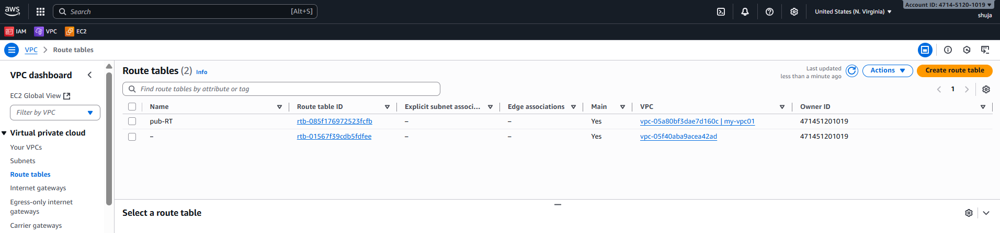 aws Search [Alt+S] United States (N. Virginia) Account ID: 4714-5120-1019
shuja
IAM VPC EC2
VPC Route tables
VPC dashboard
EC2 Global View
Filter by VPC
Virtual private cloud
Your VPCs
Subnets
Route tables
Internet gateways
Egress-only internet
gateways
Carrier gateways
Route tables (2) Info
Last updated
less than a minute ago
Actions
Create route table
Find route tables by attribute or tag
1
Name Route table ID Explicit subnet associ... Edge associations Main VPC Owner ID
pub-RT rtb-085f176972523fcfb – – Yes vpc-05a80bf3dae7d160c | my-vpc01 471451201019
– rtb-01567f39cdb5fdfee – – Yes vpc-05f40aba9acea42ad 471451201019
Select a route table